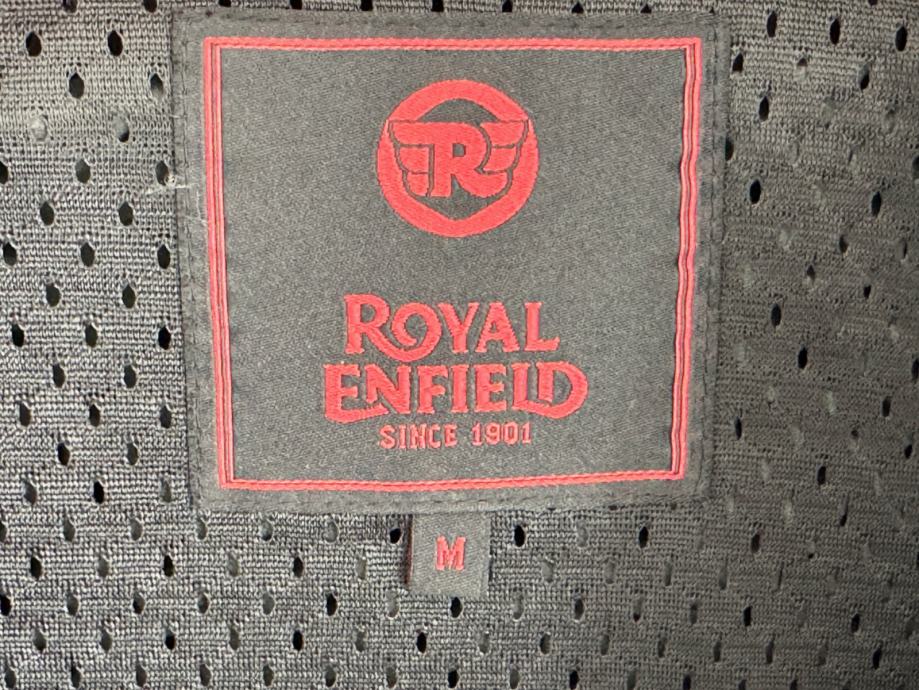 R
ROYAL
ENFIELD
SINCE 1901
M